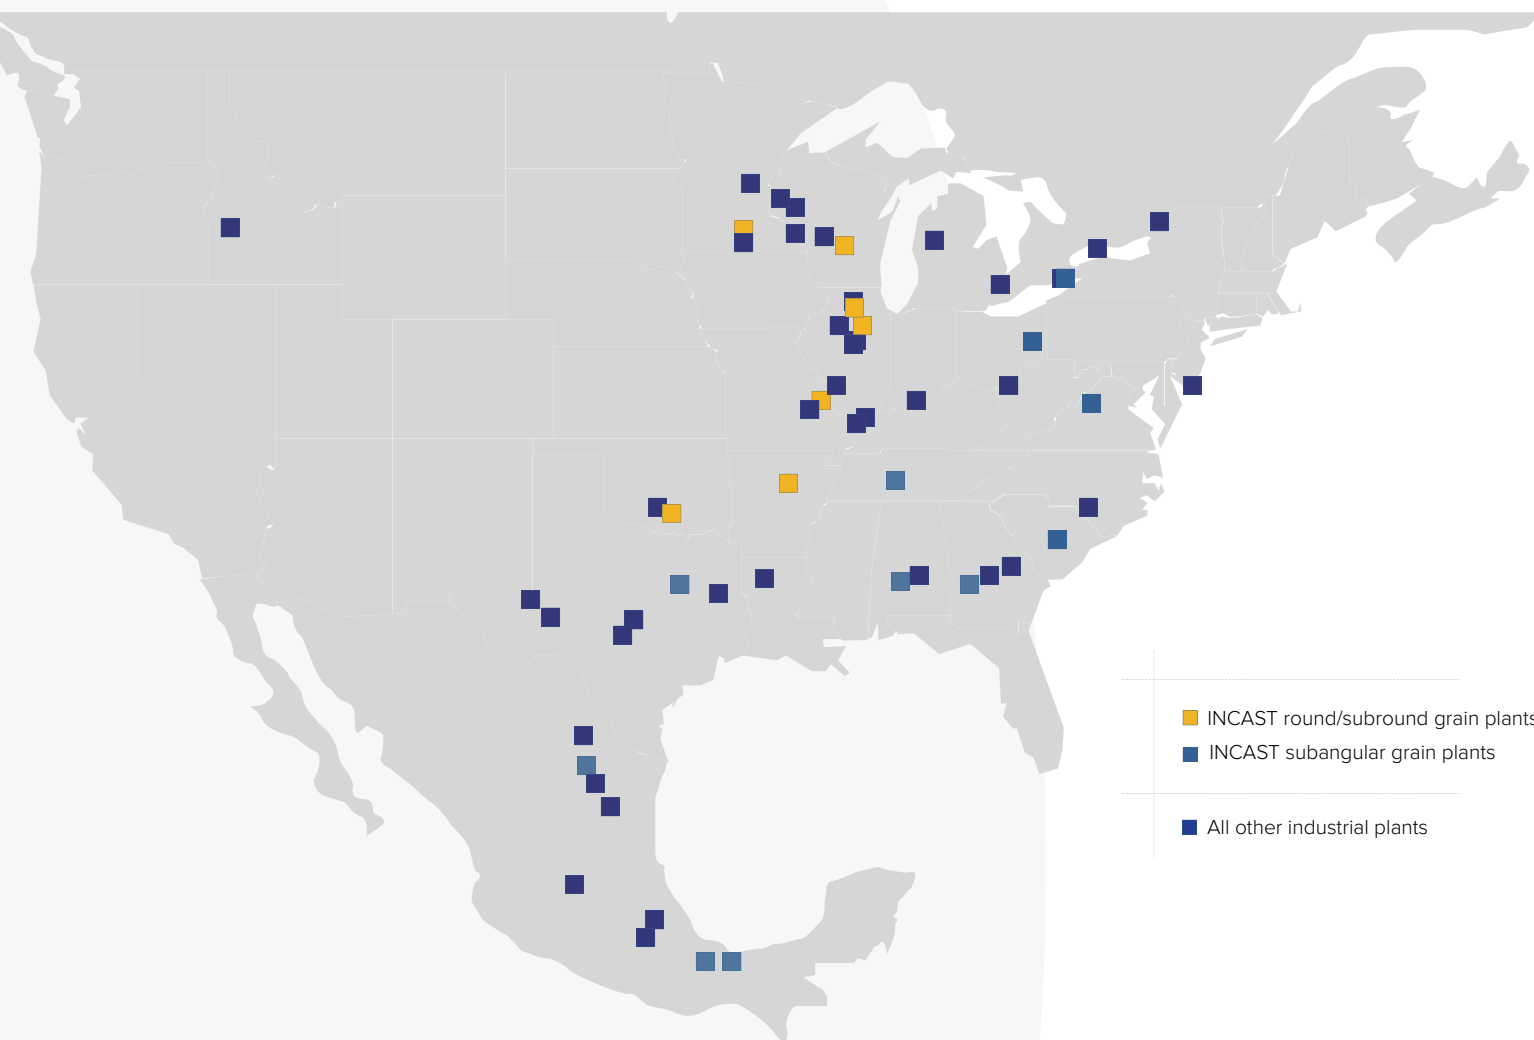 INCAST round/subround grain plants
INCAST subangular grain plants
All other industrial plants